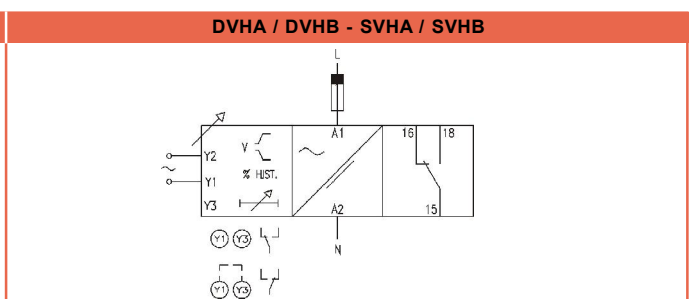 DVHA / DVHB - SVHA / SVHB
L
A1 16 18
Y2 V
~ Y1 % HIST. ~
Y3
A2 15
N
Y1 Y3
Y1 Y3